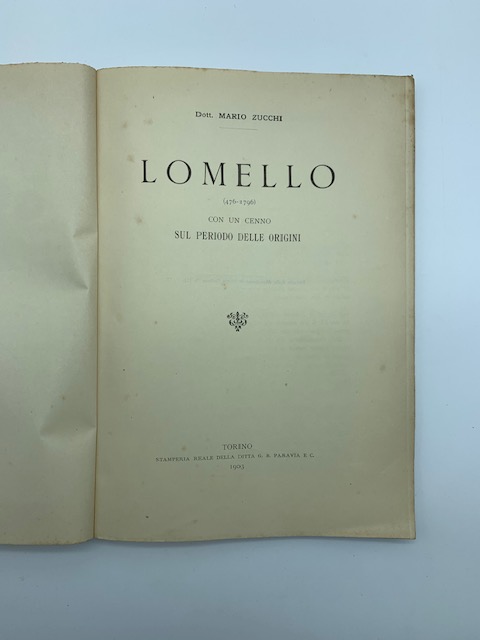 Dott. MARIO ZUCCHI
LOMELLO
(476-1796)
CON UN CENNO
SUL PERIODO DELLE ORIGINI
TORINO
STAMPERIA REALE DELLA DITTA G. B. PARAVIA E C.